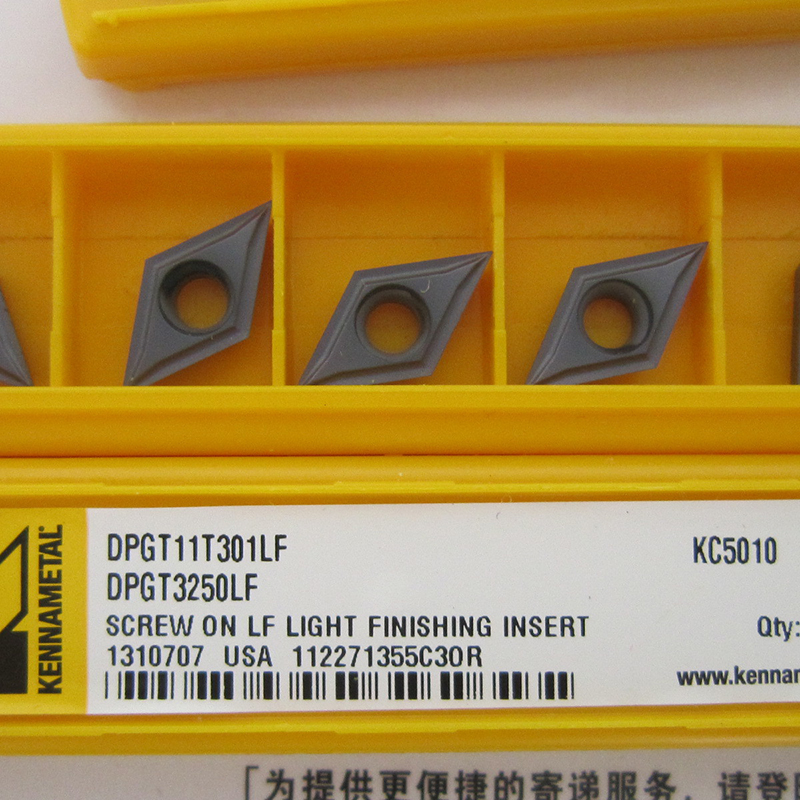 KENNAMETAL
DPGT11T301LF
KC5010
DPGT3250LF
SCREW ON LF LIGHT FINISHING INSERT
Qty:
1310707 USA 112271355C30R
www.kennam
「为提供更便捷的寄递服务，请登